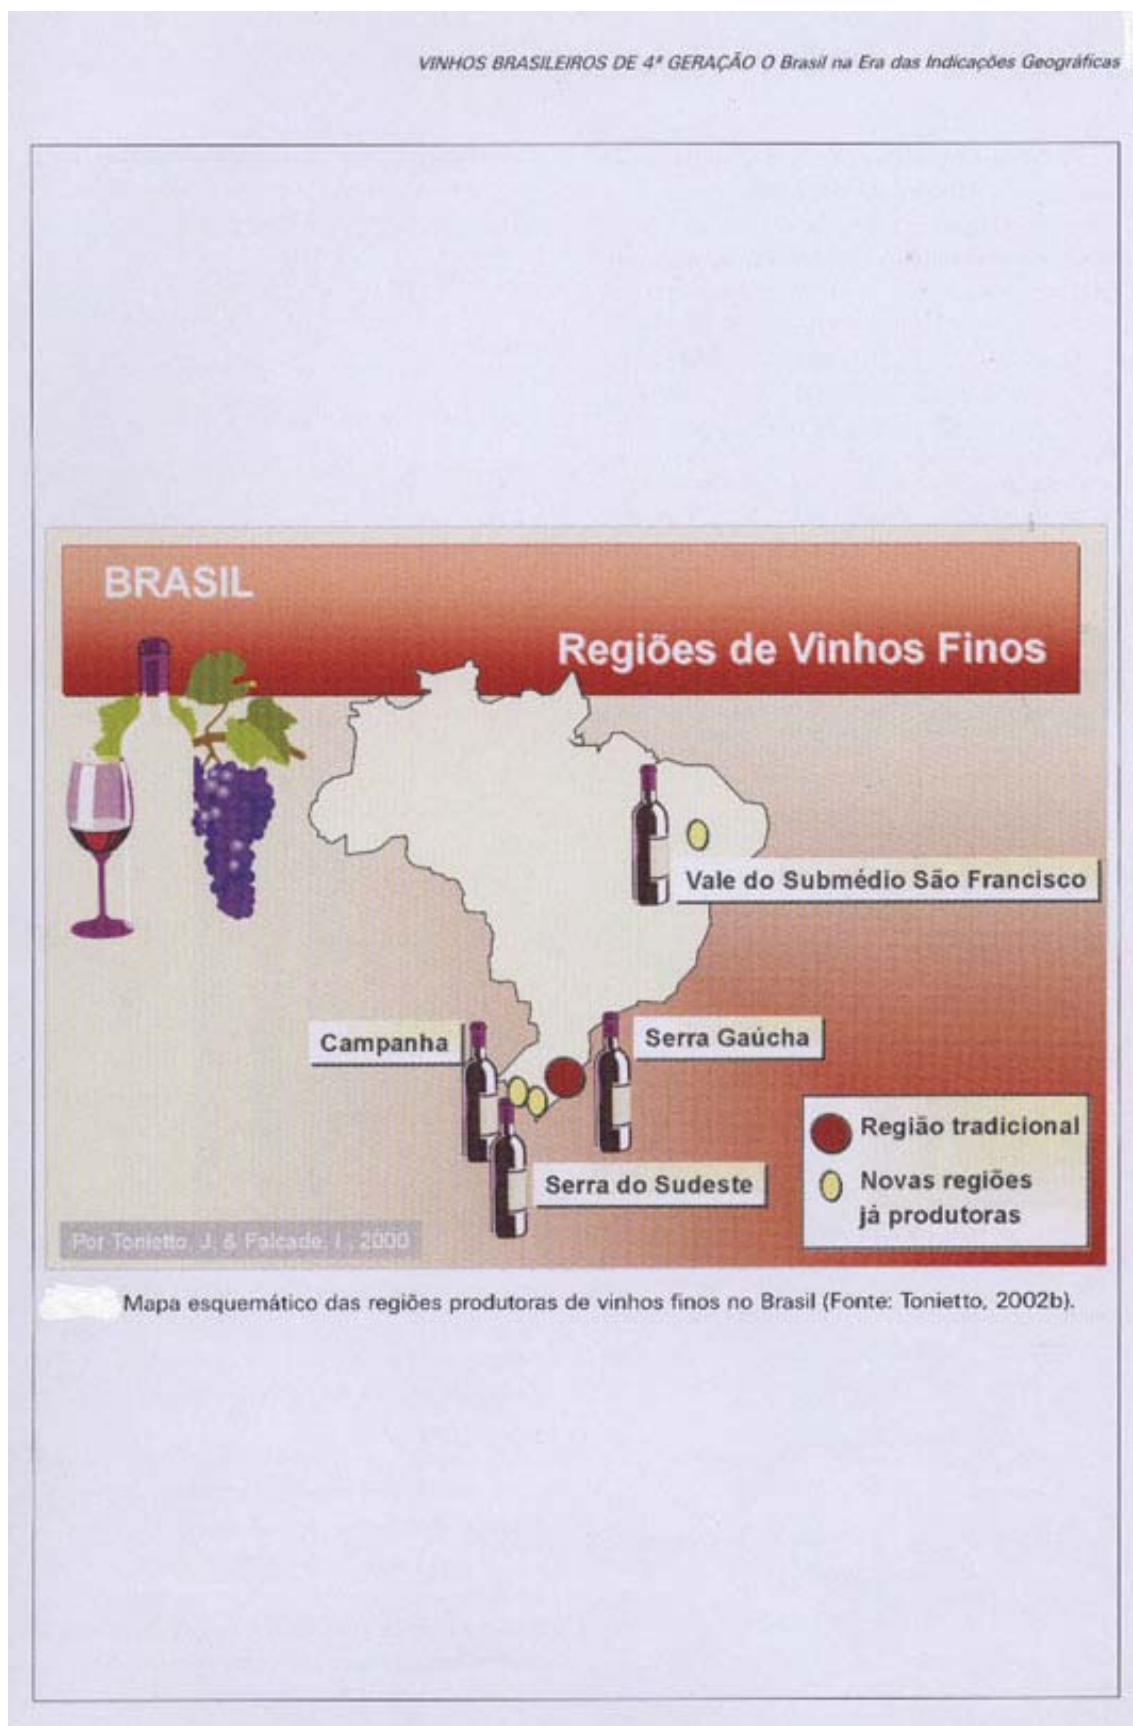 VINHOS BRASILEIROS DE 4ª GERAÇÃO O Brasil na Era das Indicações Geográficas
BRASIL
Regiões de Vinhos Finos
Vale do Submédio São Francisco
Campanha
Serra Gaúcha
Serra do Sudeste
Região tradicional
Novas regiões
já produtoras
Por Tonietto, J. & Falcade, I., 2000
Mapa esquemático das regiões produtoras de vinhos finos no Brasil (Fonte: Tonietto, 2002b).